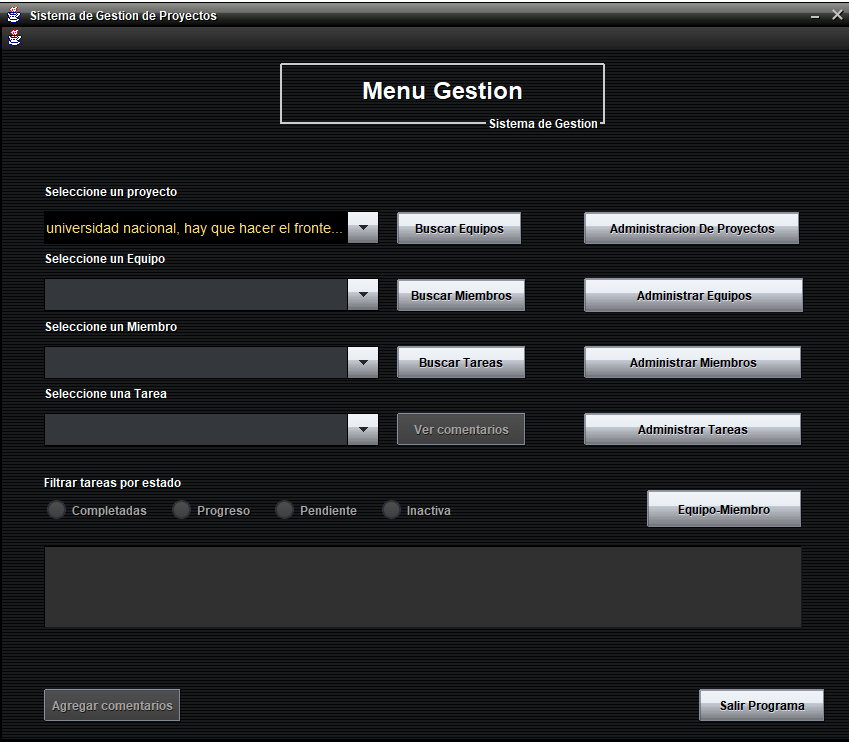 Sistema de Gestion de Proyectos
Menu Gestion
Sistema de Gestion
Seleccione un proyecto
universidad nacional, hay que hacer el fronte...
Buscar Equipos
Administracion De Proyectos
Seleccione un Equipo
Buscar Miembros
Administrar Equipos
Seleccione un Miembro
Buscar Tareas
Administrar Miembros
Seleccione una Tarea
Ver comentarios
Administrar Tareas
Filtrar tareas por estado
Completadas
Progreso
Pendiente
Inactiva
Equipo-Miembro
Agregar comentarios
Salir Programa